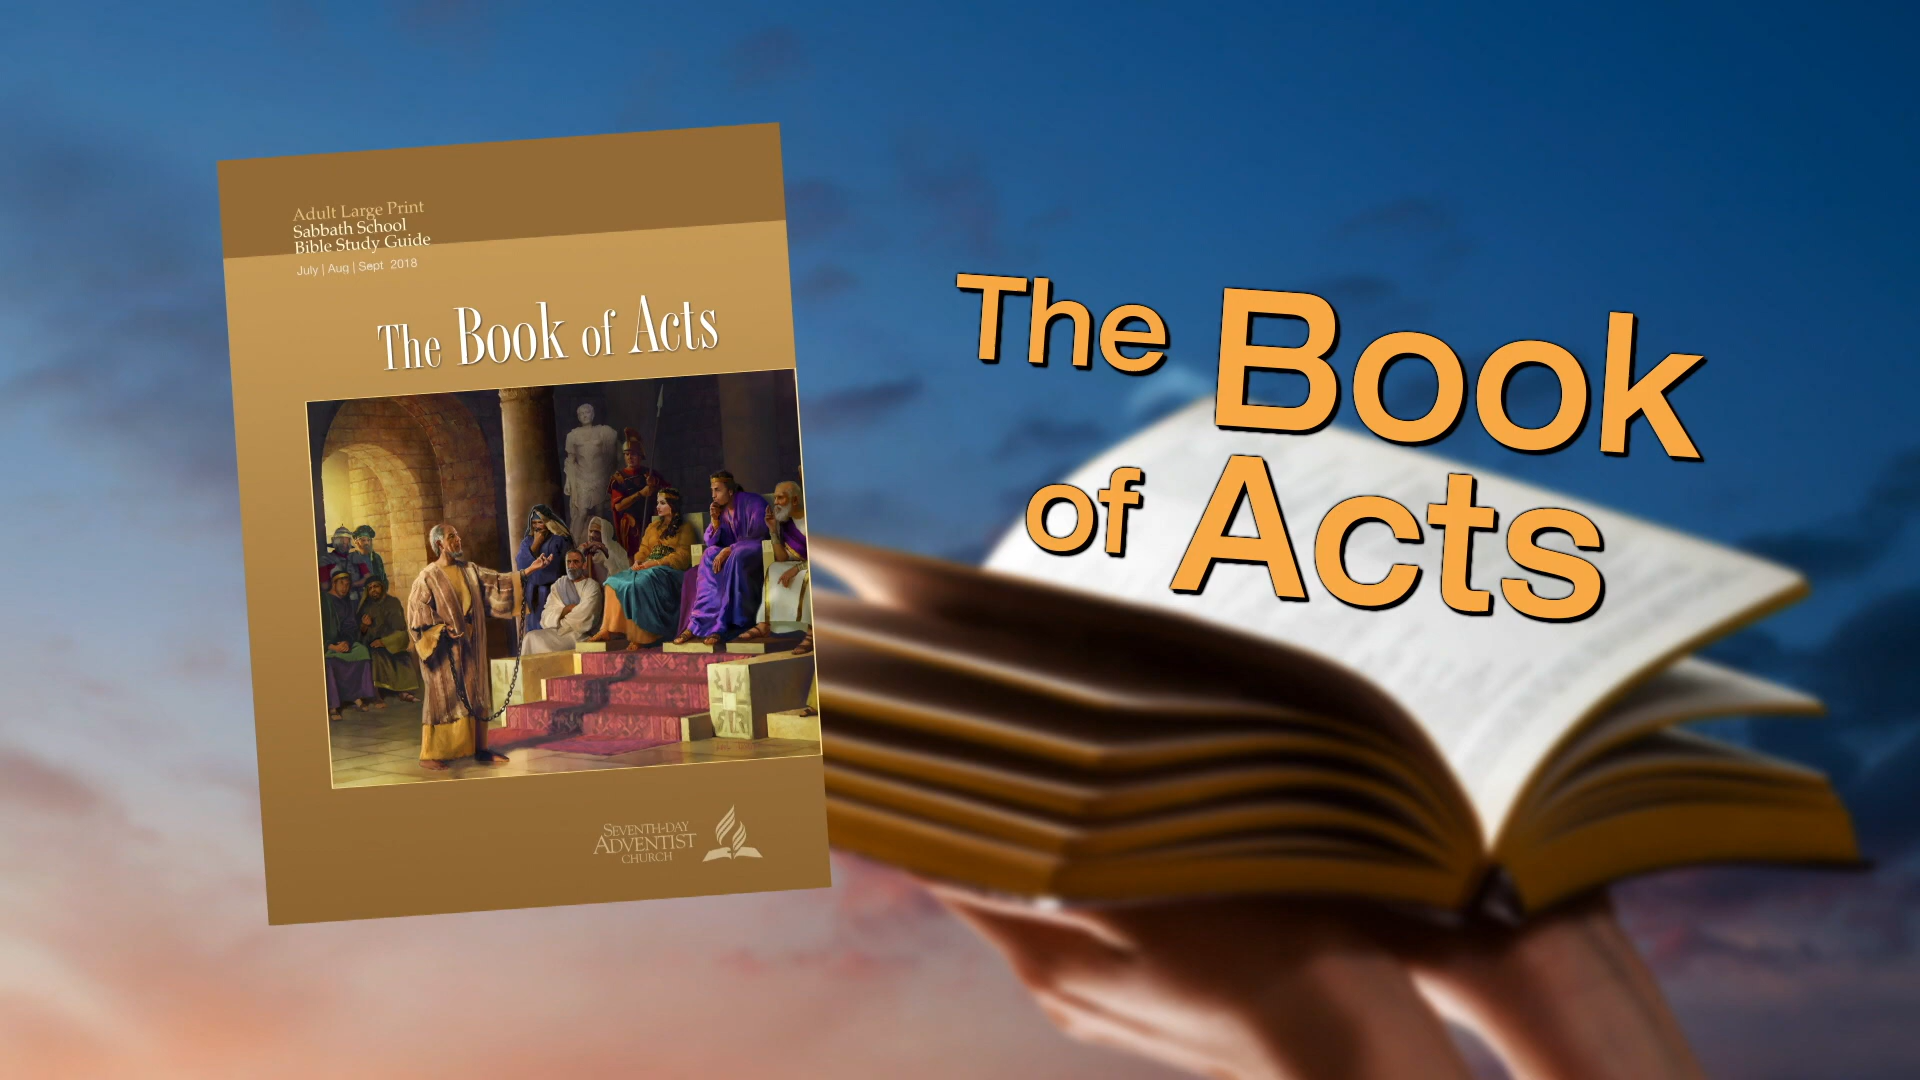 Adult Large Print
Sabbath School
Bible Study Guide
July | Aug | Sept 2018
The Book of Acts
SEVENTH-DAY
ADVENTIST
CHURCH
The Book
of Acts